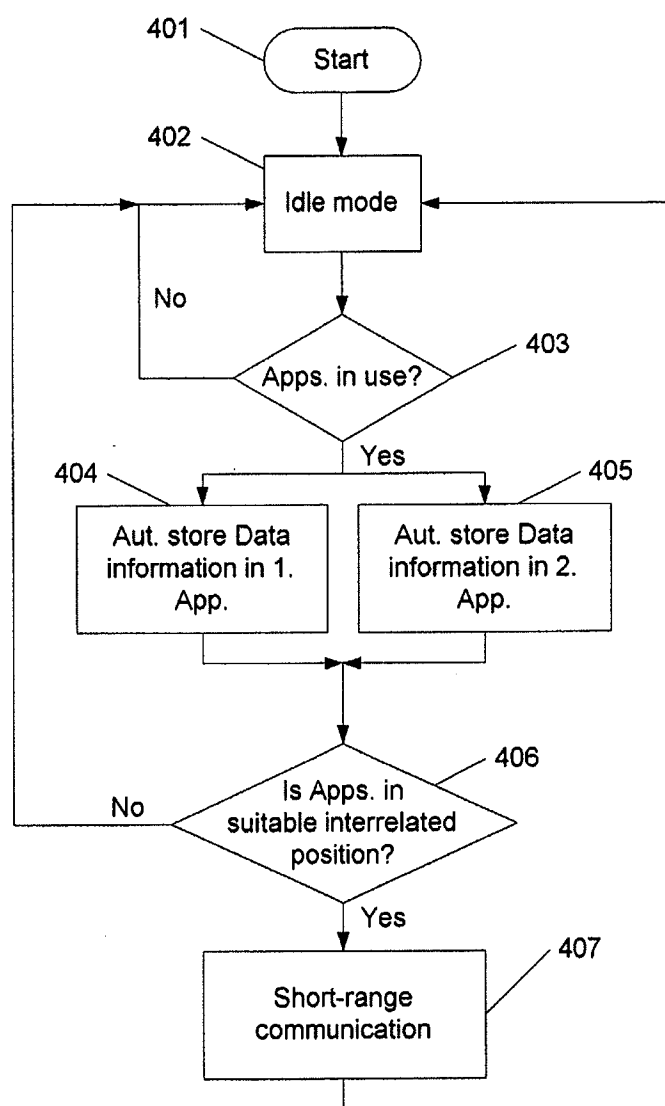 401
Start
402
Idle mode
No
403
Apps. in use?
Yes
404
405
Aut. store Data
information in 1.
App.
Aut. store Data
information in 2.
App.
406
No
Is Apps. in
suitable interrelated
position?
Yes
407
Short-range
communication